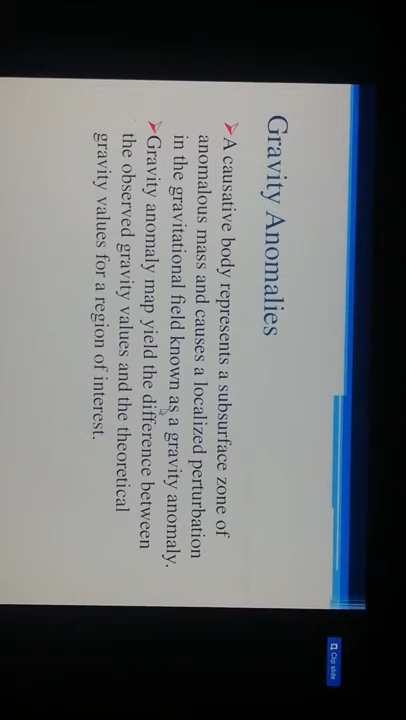 Gravity Anomalies
➤A causative body represents a subsurface zone of
anomalous mass and causes a localized perturbation
in the gravitational field known as a gravity anomaly.
➤Gravity anomaly map yield the difference between
the observed gravity values and the theoretical
gravity values for a region of interest.
Clip slide